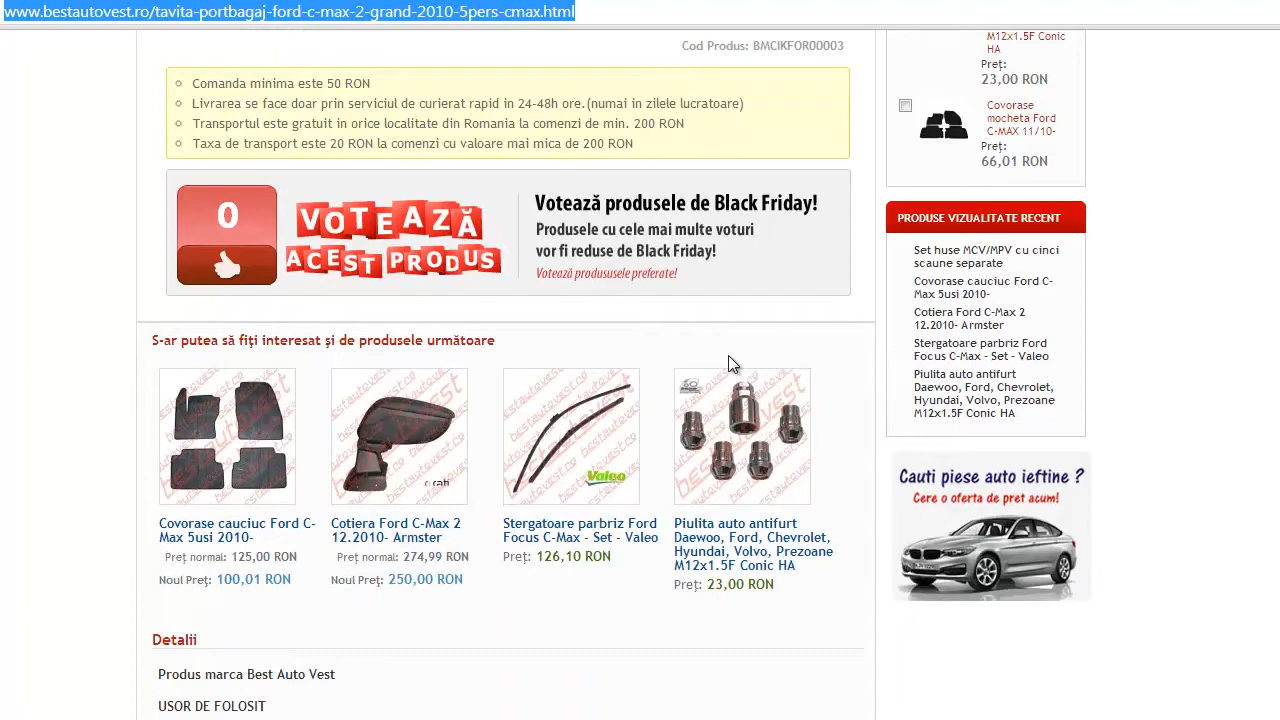 www.bestautovest.ro/tavita-portbagaj-ford-c-max-2-grand-2010-5pers-cmax.html
Cod Produs: BMCIKFOR00003
Comanda minima este 50 RON
Livrarea se face doar prin serviciul de curierat rapid in 24-48h ore.(numai in zilele lucratoare)
Transportul este gratuit in orice localitate din Romania la comenzi de min. 200 RON
Taxa de transport este 20 RON la comenzi cu valoare mai mica de 200 RON
0
VOTEAZĂ
ACEST PRODUS
Votează produsele de Black Friday!
Produsele cu cele mai multe voturi
vor fi reduse de Black Friday!
Votează prodususele preferate!
S-ar putea să fiți interesat și de produsele următoare
bestautovest.ro
bestautovest.ro
bestautovest.ro
Valeo
bestautovest.ro
Covorase cauciuc Ford C-
Max 5usi 2010-
Preț normal: 125,00 RON
Noul Preț: 100,01 RON
Cotiera Ford C-Max 2
12.2010- Armster
Preț normal: 274,99 RON
Noul Preț: 250,00 RON
Stergatoare parbriz Ford
Focus C-Max - Set - Valeo
Preț: 126,10 RON
Piulita auto antifurt
Daewoo, Ford, Chevrolet,
Hyundai, Volvo, Prezoane
M12x1.5F Conic HA
Preț: 23,00 RON
Detalii
Produs marca Best Auto Vest
USOR DE FOLOSIT
M12x1.5F Conic
HA
Preț:
23,00 RON
Covorase
mocheta Ford
C-MAX 11/10-
Preț:
66,01 RON
PRODUSE VIZUALITATE RECENT
Set huse MCV/MPV cu cinci
scaune separate
Covorase cauciuc Ford C-
Max 5usi 2010-
Cotiera Ford C-Max 2
12.2010- Armster
Stergatoare parbriz Ford
Focus C-Max - Set - Valeo
Piulita auto antifurt
Daewoo, Ford, Chevrolet,
Hyundai, Volvo, Prezoane
M12x1.5F Conic HA
Cauti piese auto ieftine ?
Cere o oferta de pret acum!